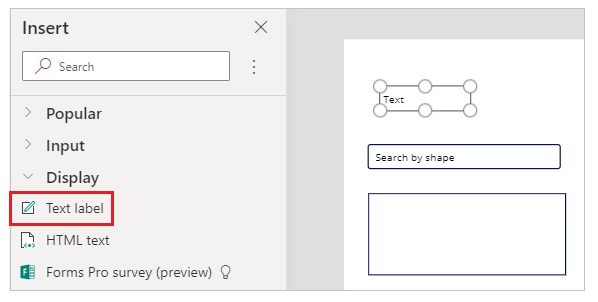 Insert
Search
Popular
Input
Display
Text label
HTML text
Forms Pro survey (preview)
Text
Search by shape